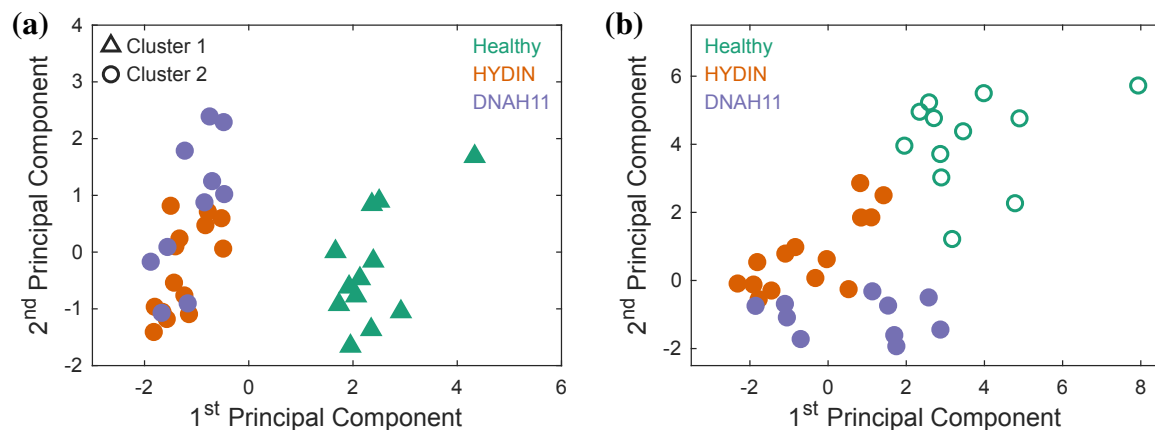 (a)
Cluster 1
Cluster 2
Healthy
HYDIN
DNAH11
4
3
2
1
0
-1
-2
2nd Principal Component
-2
0
2
4
6
1st Principal Component
(b)
Healthy
HYDIN
DNAH11
6
4
2
0
-2
2nd Principal Component
-2
0
2
4
6
8
1st Principal Component